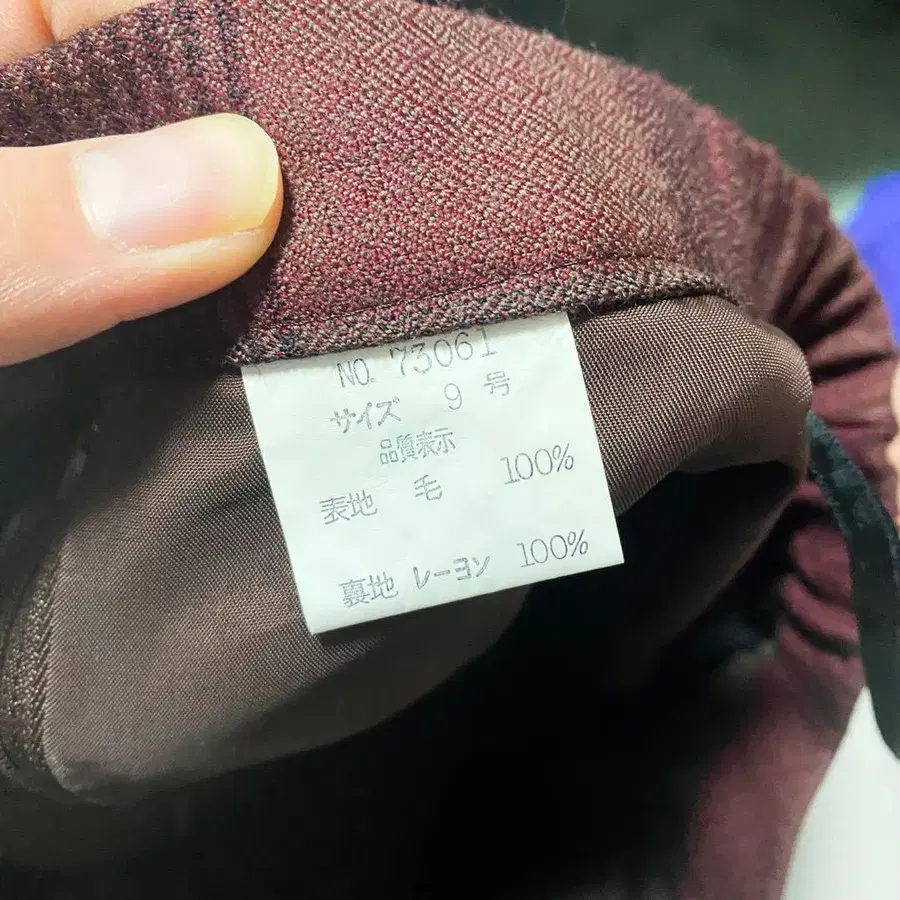 NO. 73061
サイズ 9 号
品質表示
表地 毛 100%
裏地 レーヨン 100%